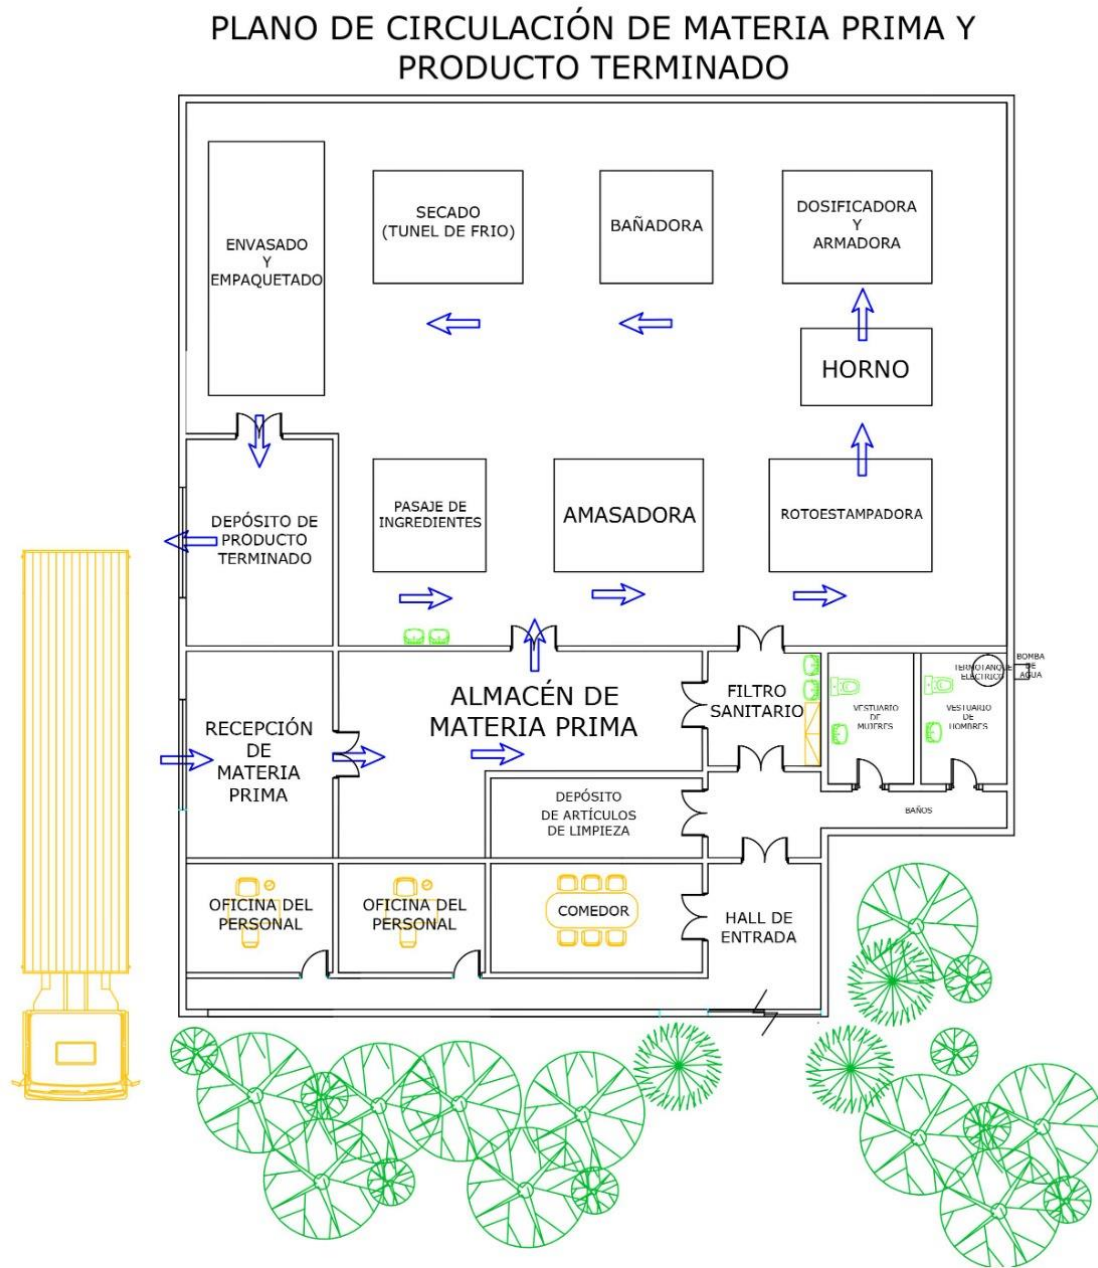 PLANO DE CIRCULACIÓN DE MATERIA PRIMA Y
PRODUCTO TERMINADO
ENVASADO
Y
EMPAQUETADO
SECADO
(TUNEL DE FRIO)
BAÑADORA
DOSIFICADORA
Y
ARMADORA
HORNO
DEPÓSITO DE
PRODUCTO
TERMINADO
PASAJE DE
INGREDIENTES
AMASADORA
ROTOESTAMPADORA
RECEPCIÓN
DE
MATERIA
PRIMA
ALMACÉN DE
MATERIA PRIMA
FILTRO
SANITARIO
VESTUARIO
DE
MUJERES
TERMOTANQUE
ELÉCTRICO
VESTUARIO
DE
HOMBRES
BOMBA
DE
AGUA
DEPÓSITO
DE ARTÍCULOS
DE LIMPIEZA
BAÑOS
OFICINA DEL
PERSONAL
OFICINA DEL
PERSONAL
COMEDOR
HALL DE
ENTRADA